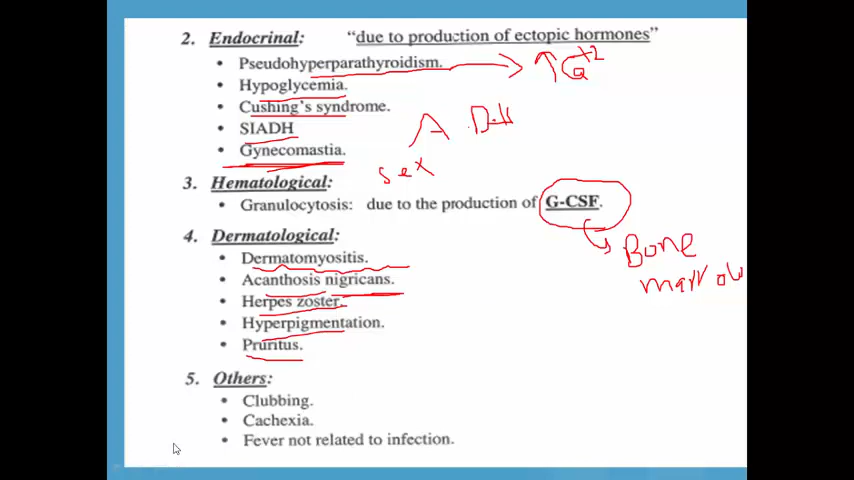 2. Endocrinal: "due to production of ectopic hormones"
• Pseudohyperparathyroidism. ↑ Ca+2
• Hypoglycemia.
• Cushing's syndrome.
• SIADH A
• Gynecomastia.
sex
3. Hematological:
• Granulocytosis: due to the production of G-CSF.
4. Dermatological:
Bone
marrow
• Dermatomyositis.
• Acanthosis nigricans.
• Herpes zoster.
• Hyperpigmentation.
• Pruritus.
5. Others:
• Clubbing.
• Cachexia.
• Fever not related to infection.